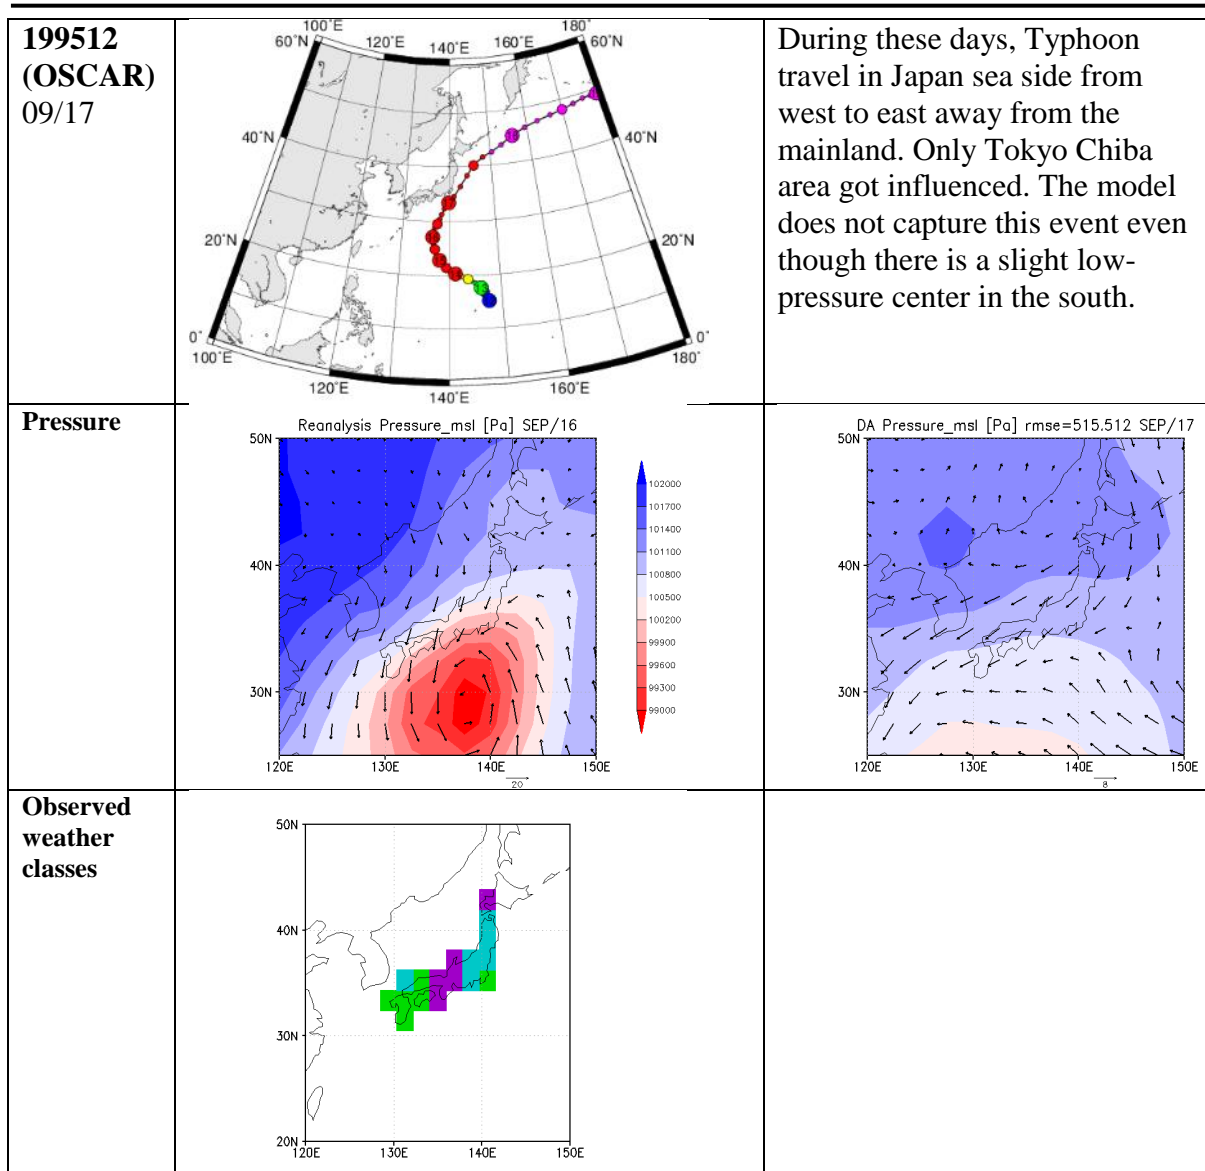 199512
(OSCAR)
09/17
100°E
120°E
140°E
160°E
180°
60°N
60°N
40°N
40°N
20°N
20°N
0°
0°
100°E
120°E
140°E
160°E
180°
During these days, Typhoon
travel in Japan sea side from
west to east away from the
mainland. Only Tokyo Chiba
area got influenced. The model
does not capture this event even
though there is a slight low-
pressure center in the south.
Pressure
Reanalysis Pressure_msl [Pa] SEP/16
50N
40N
30N
120E
130E
140E
150E
20
102000
101700
101400
101100
100800
100500
100200
99900
99600
99300
99000
DA Pressure_msl [Pa] rmse=515.512 SEP/17
50N
40N
30N
120E
130E
140E
150E
8
Observed
weather
classes
50N
40N
30N
20N
120E
130E
140E
150E